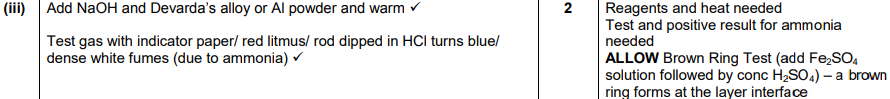 (iii) Add NaOH and Devarda's alloy or Al powder and warm ✓
Test gas with indicator paper/ red litmus/ rod dipped in HCl turns blue/
dense white fumes (due to ammonia) ✓
2
Reagents and heat needed
Test and positive result for ammonia
needed
ALLOW Brown Ring Test (add Fe₂SO₄
solution followed by conc H₂SO₄) – a brown
ring forms at the layer interface